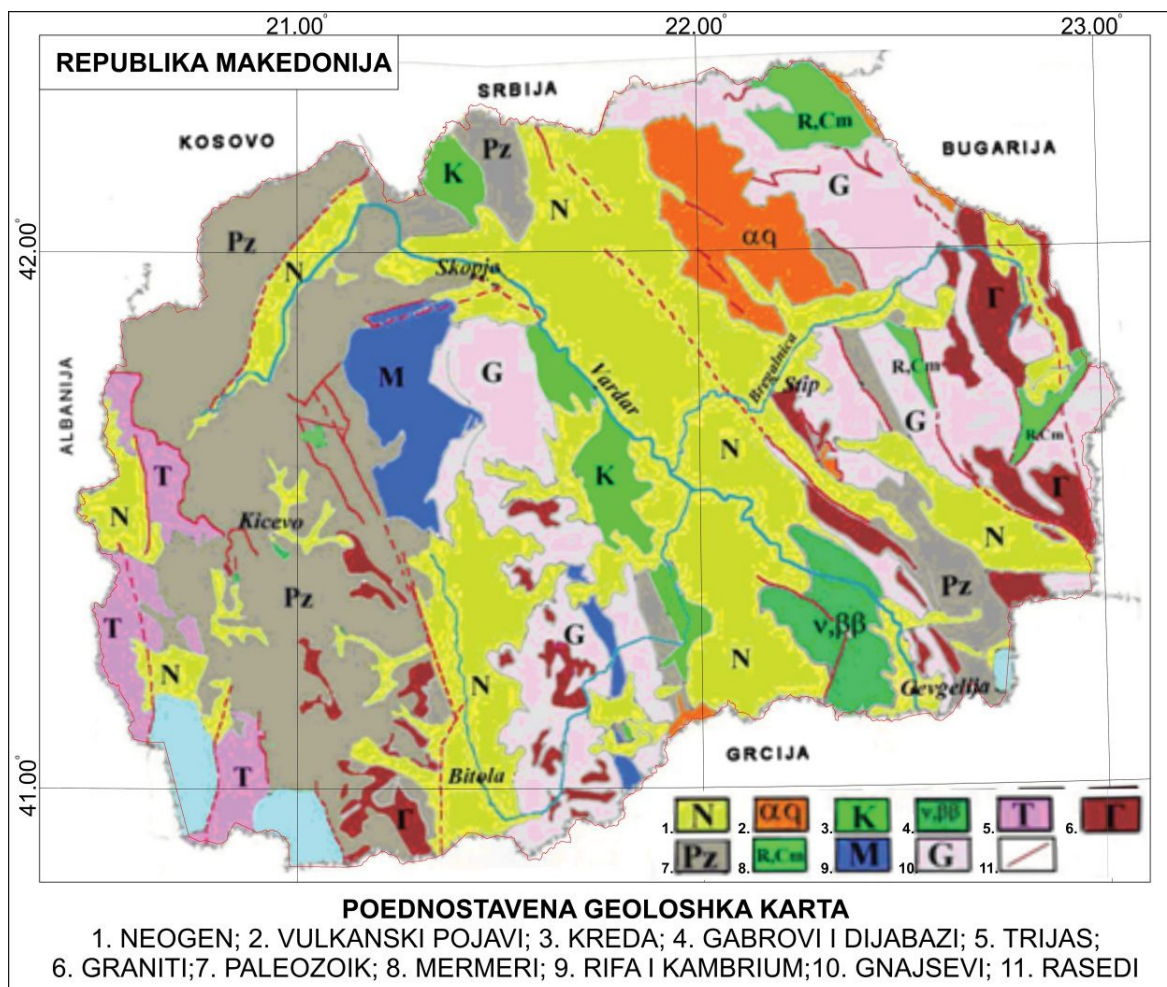 21.00°
22.00°
23.00°
REPUBLIKA MAKEDONIJA
SRBIJA
KOSOVO
BUGARIJA
R,Cm
Pz
K
G
N
Pz
αq
42.00°
N
Skopje
Γ
M
G
Bregalnica
Stip
R,Cm
Vardar
ALBANIJA
G
R,Cm
N
T
K
Γ
N
Kicevo
N
Pz
Pz
T
G
ν,ββ
N
N
N
Gevgelija
GRCIJA
T
Bitola
41.00°
Γ
1. N 2. αq 3. K 4. ν,ββ 5. T 6. Γ
7. Pz 8. R,Cm 9. M 10. G 11.
POEDNOSTAVENA GEOLOSHKA KARTA
1. NEOGEN; 2. VULKANSKI POJAVI; 3. KREDA; 4. GABROVI I DIJABAZI; 5. TRIJAS;
6. GRANITI;7. PALEOZOIK; 8. MERMERI; 9. RIFA I KAMBRIUM;10. GNAJSEVI; 11. RASEDI